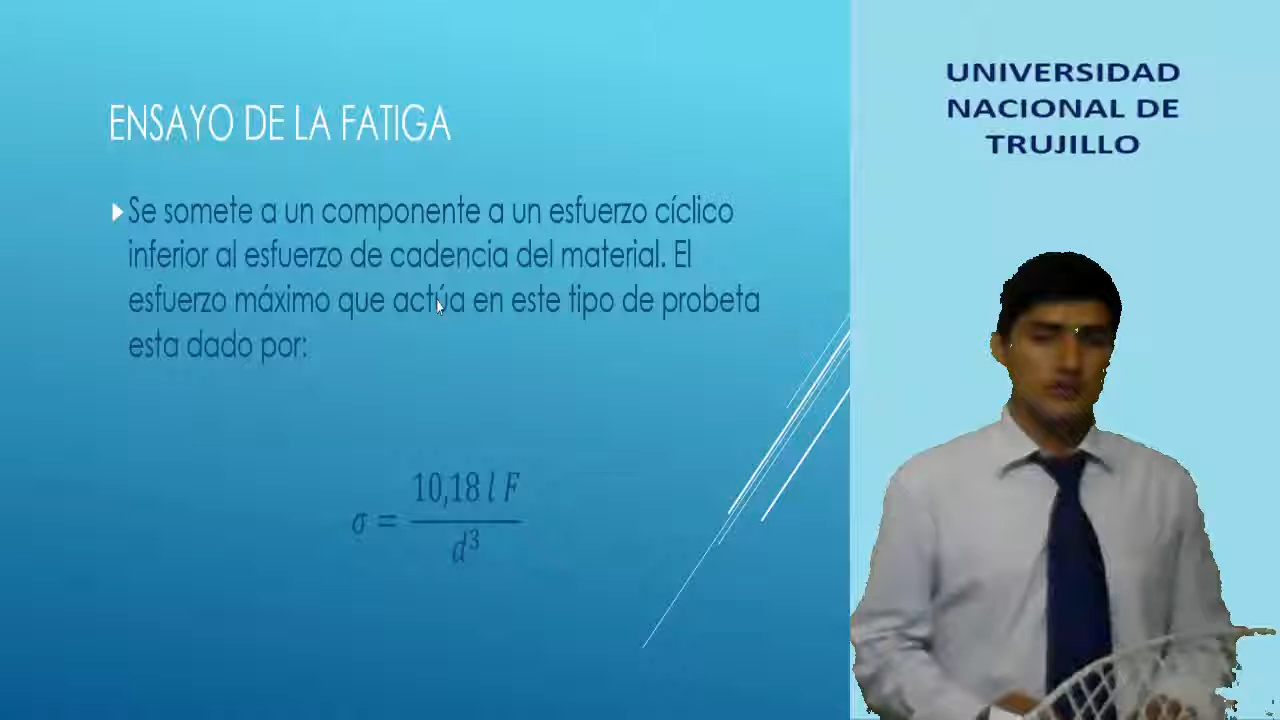 ENSAYO DE LA FATIGA
Se somete a un componente a un esfuerzo cíclico
inferior al esfuerzo de cadencia del material. El
esfuerzo máximo que actúa en este tipo de probeta
esta dado por:
σ = 10,18 l F / d³
UNIVERSIDAD
NACIONAL DE
TRUJILLO